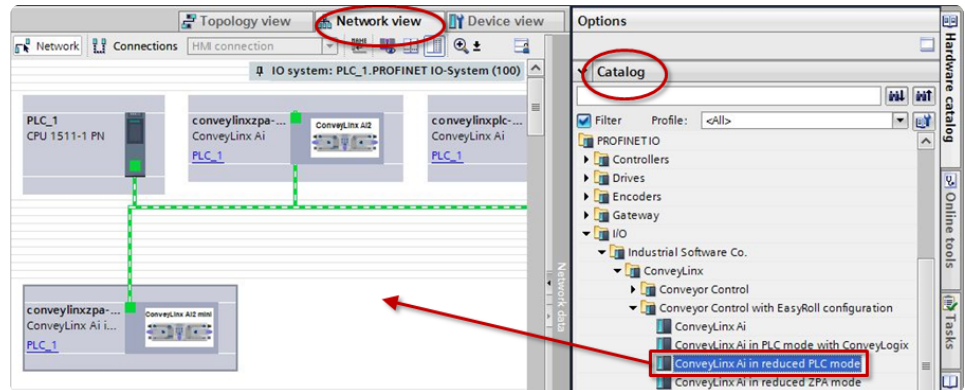 Topology view
Network view
Device view
Options
Network
Connections
HMI connection
IO system: PLC_1.PROFINET IO-System (100)
Catalog
Filter
Profile:
<All>
PLC_1
CPU 1511-1 PN
conveylinxzpa-...
ConveyLinx Ai
PLC_1
ConveyLinx Ai2
conveylinxplc-...
ConveyLinx Ai
PLC_1
PROFINET IO
Controllers
Drives
Encoders
Gateway
I/O
Industrial Software Co.
ConveyLinx
Conveyor Control
Conveyor Control with EasyRoll configuration
ConveyLinx Ai
ConveyLinx Ai in PLC mode with ConveyLogix
ConveyLinx Ai in reduced PLC mode
ConveyLinx Ai in reduced ZPA mode
conveylinxzpa-...
ConveyLinx Ai i...
PLC_1
ConveyLinx Ai2 mini
Network data
Hardware catalog
Online tools
Tasks